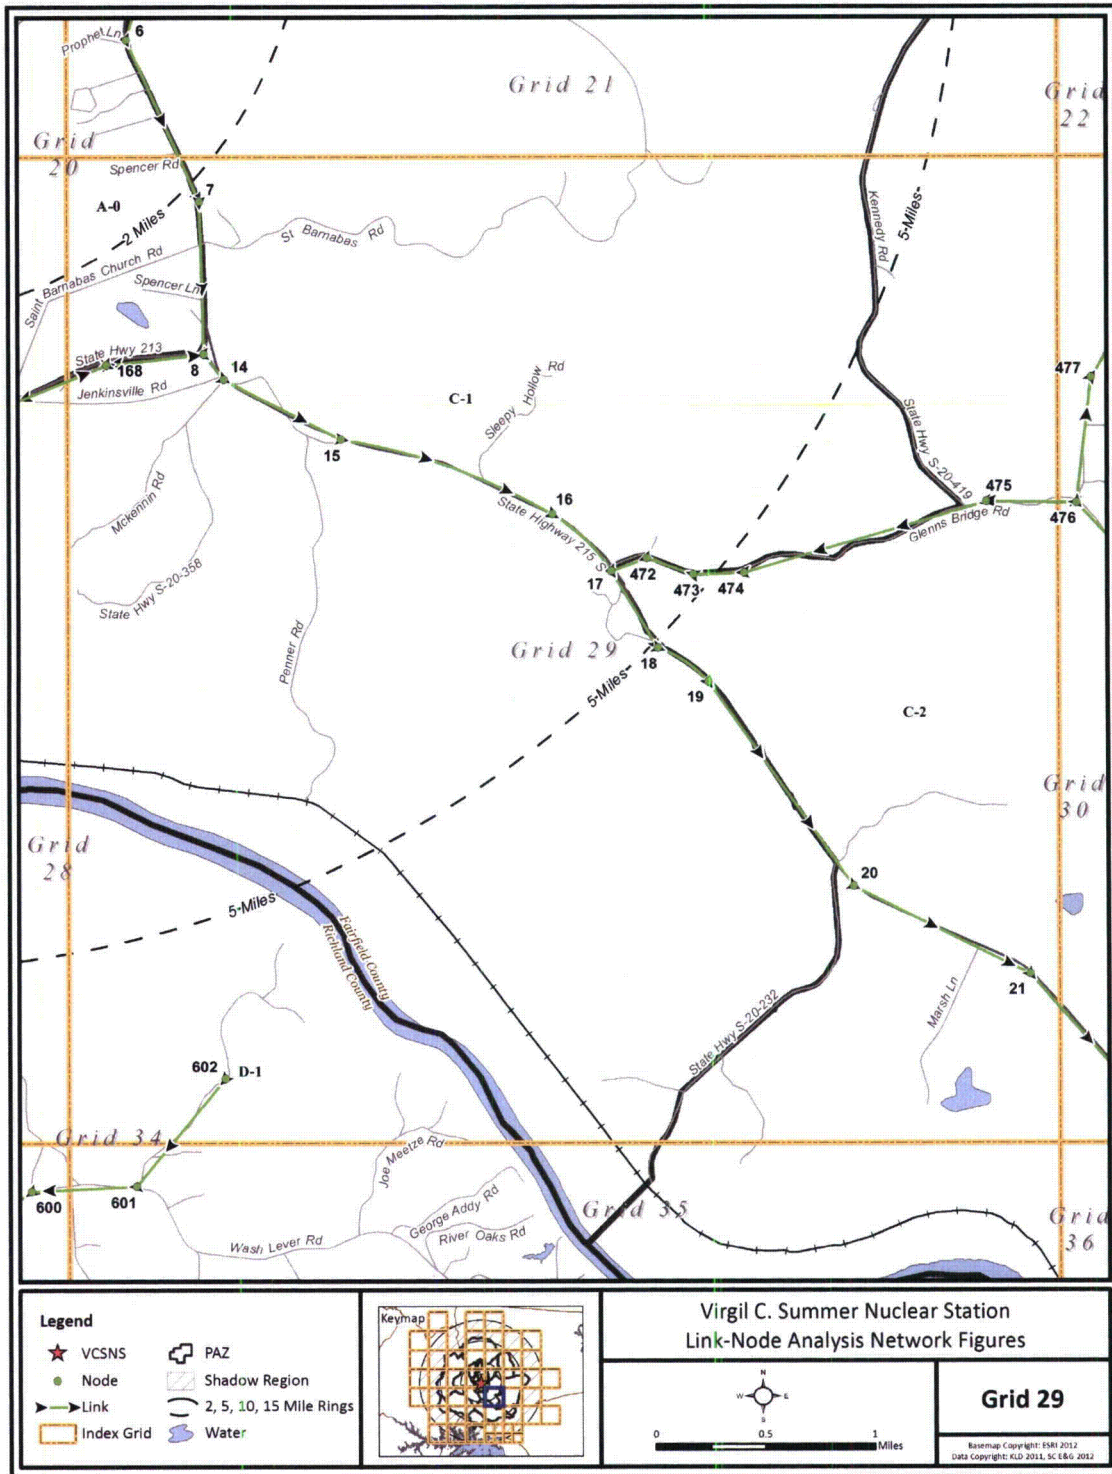 6
Prophet Ln
Grid 21
Grid
22
Grid
20
Spencer Rd
7
A-0
2 Miles
Kennedy Rd
5-Miles
St Barnabas Rd
Saint Barnabas Church Rd
Spencer Ln
State Hwy 213
168
8
14
Jenkinsville Rd
477
C-1
Sleepy Hollow Rd
15
State Hwy S-20-419
475
476
Glenns Bridge Rd
Mckennin Rd
16
State Highway 215 S
472
17
473
474
State Hwy S-20-358
Penner Rd
Grid 29
18
5-Miles
19
C-2
Grid
30
Grid
28
20
5-Miles
Fairfield County
Richland County
21
Marsh Ln
State Hwy S-20-232
602
D-1
Grid 34
Joe Meetze Rd
600
601
George Addy Rd
River Oaks Rd
Wash Lever Rd
Grid 35
Grid
36
Legend
VCSNS
PAZ
Node
Shadow Region
Link
2, 5, 10, 15 Mile Rings
Index Grid
Water
Keymap
Virgil C. Summer Nuclear Station
Link-Node Analysis Network Figures
N
W
E
S
0
0.5
1
Miles
Grid 29
Basemap Copyright: ESRI 2012
Data Copyright: KLD 2011, SC E&G 2012